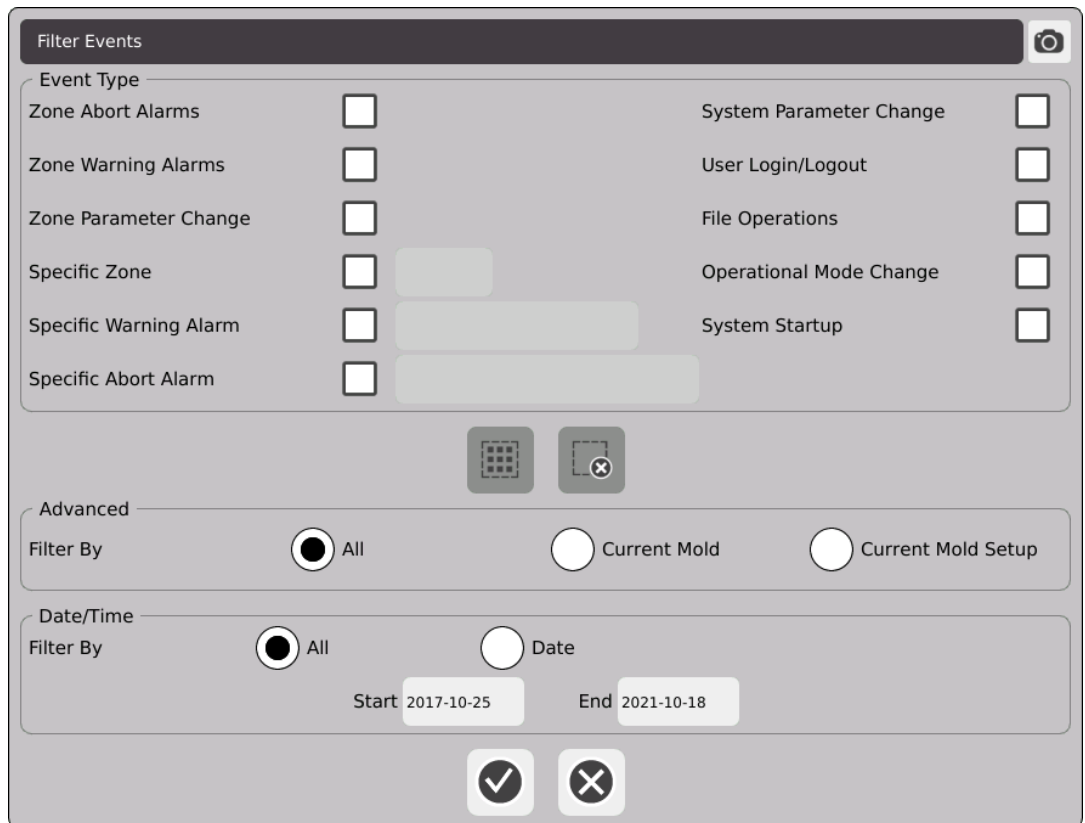 Filter Events
Event Type
Zone Abort Alarms
System Parameter Change
Zone Warning Alarms
User Login/Logout
Zone Parameter Change
File Operations
Specific Zone
Operational Mode Change
Specific Warning Alarm
System Startup
Specific Abort Alarm
Advanced
Filter By All Current Mold Current Mold Setup
Date/Time
Filter By All Date
Start 2017-10-25 End 2021-10-18